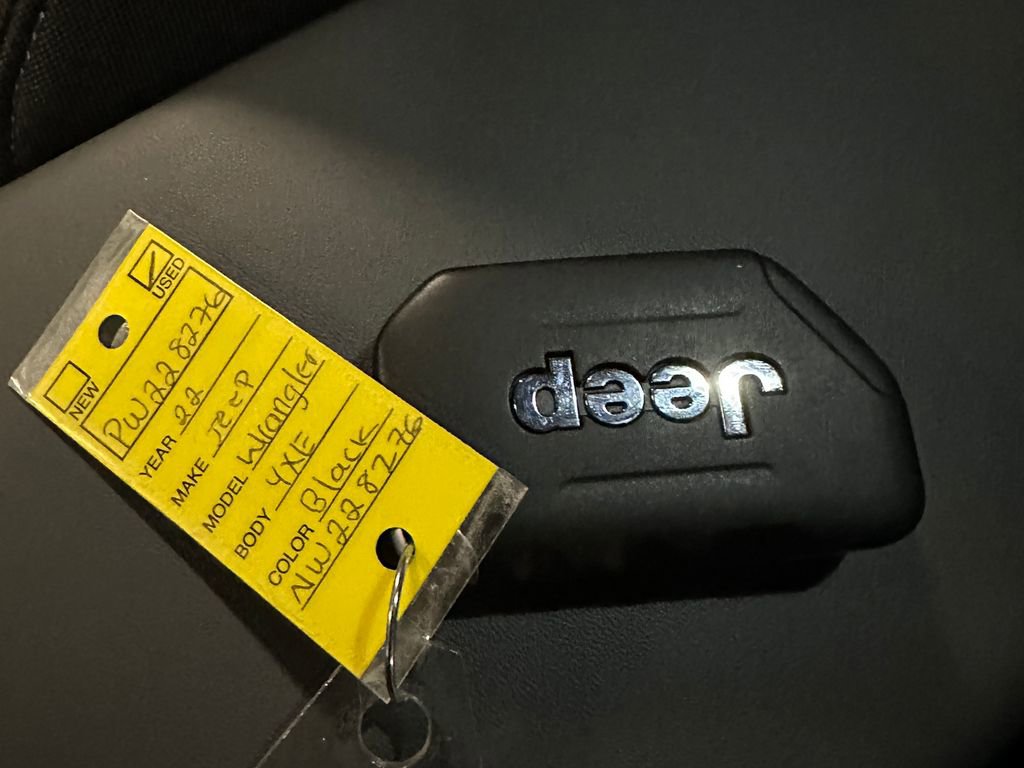 USED
NEW
PW228276
YEAR 22
MAKE JEEP
MODEL Wrangler
BODY 4XE
COLOR Black
NW228276
Jeep